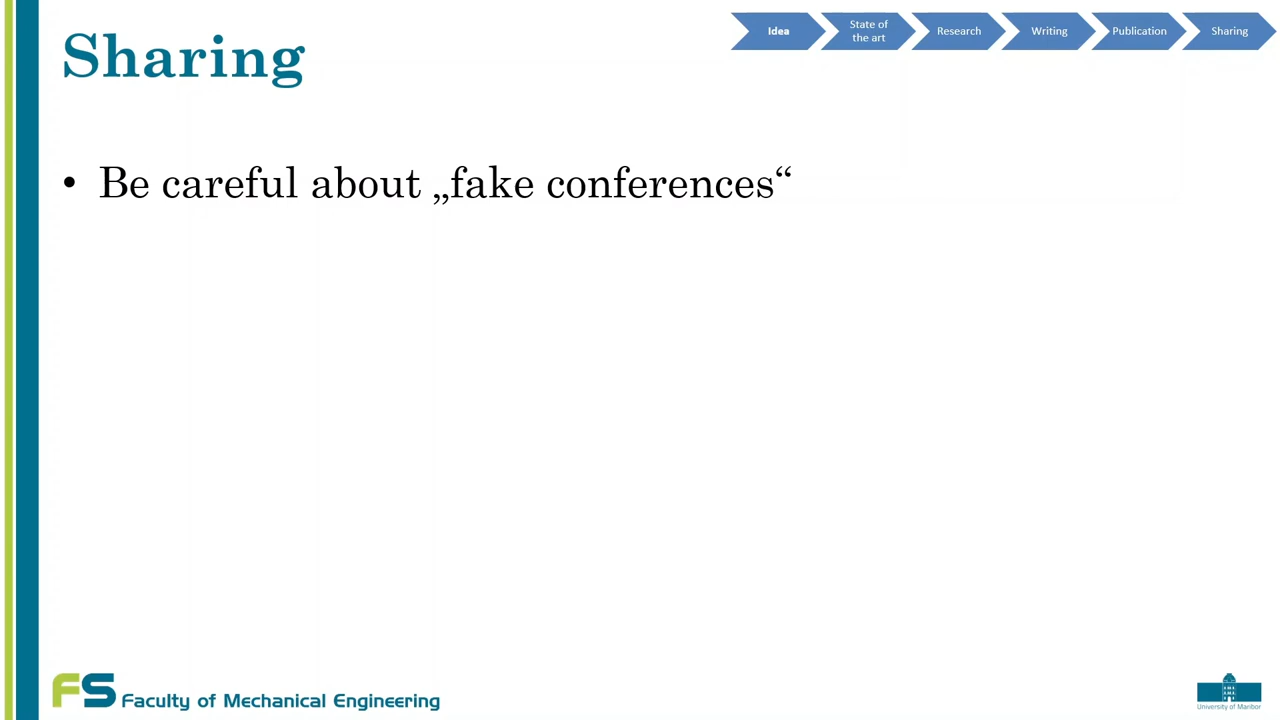 Sharing
Idea
State of
the art
Research
Writing
Publication
Sharing
• Be careful about „fake conferences“
FS Faculty of Mechanical Engineering
University of Maribor